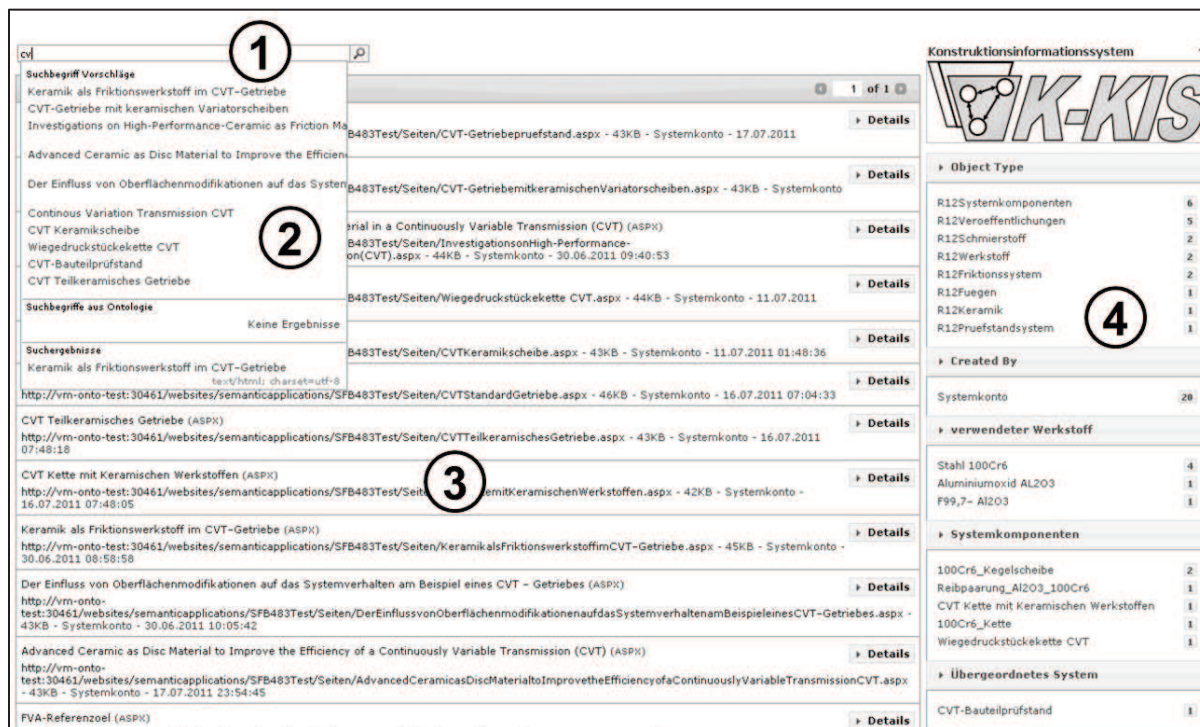 cv
1
Suchbegriff Vorschläge
Keramik als Friktionswerkstoff im CVT-Getriebe
CVT-Getriebe mit keramischen Variatorscheiben
Investigations on High-Performance-Ceramic as Friction Ma
Advanced Ceramic as Disc Material to Improve the Efficien
Der Einfluss von Oberflächenmodifikationen auf das System
Continous Variation Transmission CVT
CVT Keramikscheibe
Wiegedruckstückekette CVT
CVT-Bauteilprüfstand
CVT Teilkeramisches Getriebe
2
Suchbegriffe aus Ontologie
Keine Ergebnisse
Suchergebnisse
Keramik als Friktionswerkstoff im CVT-Getriebe
text/html; charset=utf-8
1 of 1
FB483Test/Seiten/CVT-Getriebepruefstand.aspx - 43KB - Systemkonto - 17.07.2011
Details
FB483Test/Seiten/CVT-GetriebemitkeramischenVariatorscheiben.aspx - 43KB - Systemkonto
Details
erial in a Continuously Variable Transmission (CVT) (ASPX)
FB483Test/Seiten/InvestigationsonHigh-Performance-
on(CVT).aspx - 44KB - Systemkonto - 30.06.2011 09:40:53
Details
FB483Test/Seiten/Wiegedruckstückekette CVT.aspx - 44KB - Systemkonto - 11.07.2011
Details
FB483Test/Seiten/CVTKeramikscheibe.aspx - 43KB - Systemkonto - 11.07.2011 01:48:36
Details
http://vm-onto-test:30461/websites/semanticapplications/SFB483Test/Seiten/CVTStandardGetriebe.aspx - 46KB - Systemkonto - 16.07.2011 07:04:33
Details
CVT Teilkeramisches Getriebe (ASPX)
http://vm-onto-test:30461/websites/semanticapplications/SFB483Test/Seiten/CVTTeilkeramischesGetriebe.aspx - 43KB - Systemkonto - 16.07.2011
07:48:18
Details
CVT Kette mit Keramischen Werkstoffen (ASPX)
http://vm-onto-test:30461/websites/semanticapplications/SFB483Test/Seite emitKeramischenWerkstoffen.aspx - 42KB - Systemkonto -
16.07.2011 07:48:05
Details
3
Keramik als Friktionswerkstoff im CVT-Getriebe (ASPX)
http://vm-onto-test:30461/websites/semanticapplications/SFB483Test/Seiten/KeramikalsFriktionswerkstoffimCVT-Getriebe.aspx - 45KB - Systemkonto -
30.06.2011 08:58:58
Details
Der Einfluss von Oberflächenmodifikationen auf das Systemverhalten am Beispiel eines CVT - Getriebes (ASPX)
http://vm-onto-
test:30461/websites/semanticapplications/SFB483Test/Seiten/DerEinflussvonOberflächenmodifikationenaufdasSystemverhaltenamBeispieleinesCVT-Getriebes.aspx -
43KB - Systemkonto - 30.06.2011 10:05:42
Details
Advanced Ceramic as Disc Material to Improve the Efficiency of a Continuously Variable Transmission (CVT) (ASPX)
http://vm-onto-
test:30461/websites/semanticapplications/SFB483Test/Seiten/AdvancedCeramicasDiscMaterialtoImprovetheEfficiencyofaContinuouslyVariableTransmissionCVT.aspx
- 43KB - Systemkonto - 17.07.2011 23:54:45
Details
FVA-Referenzoel (ASPX)
Details
Konstruktionsinformationssystem
K-KIS
Object Type
R12Systemkomponenten 6
R12Veroeffentlichungen 5
R12Schmierstoff 2
R12Werkstoff 2
R12Friktionssystem 2
R12Fuegen 1
R12Keramik 1
R12Pruefstandsystem 1
4
Created By
Systemkonto 20
verwendeter Werkstoff
Stahl 100Cr6 4
Aluminiumoxid AL2O3 1
F99,7- Al2O3 1
Systemkomponenten
100Cr6_Kegelscheibe 2
Reibpaarung_Al2O3_100Cr6 1
CVT Kette mit Keramischen Werkstoffen 1
100Cr6_Kette 1
Wiegedruckstückekette CVT 1
Übergeordnetes System
CVT-Bauteilprüfstand 1